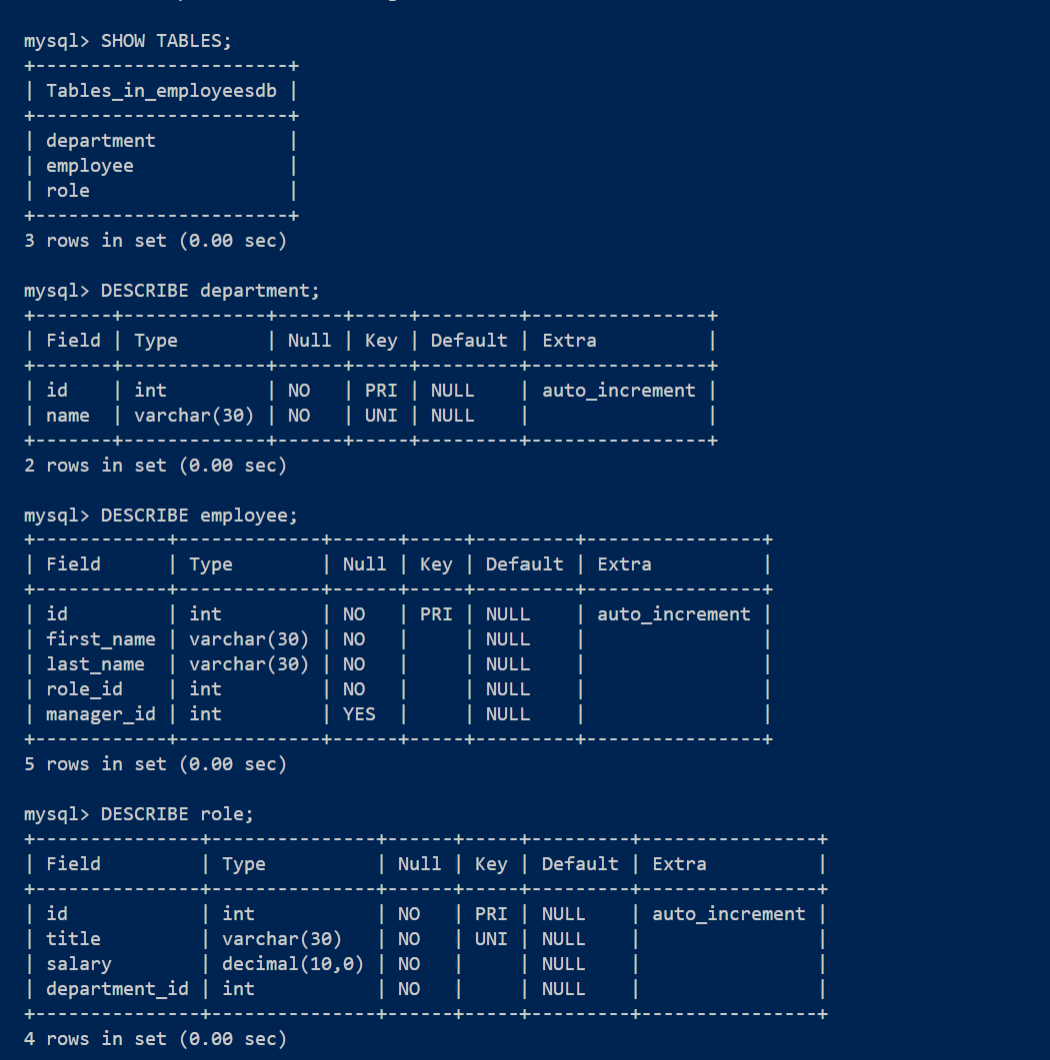 mysql> SHOW TABLES;
+-----------------------+
| Tables_in_employeesdb |
+-----------------------+
| department            |
| employee              |
| role                  |
+-----------------------+
3 rows in set (0.00 sec)

mysql> DESCRIBE department;
+-------+-------------+------+-----+---------+----------------+
| Field | Type        | Null | Key | Default | Extra          |
+-------+-------------+------+-----+---------+----------------+
| id    | int         | NO   | PRI | NULL    | auto_increment |
| name  | varchar(30) | NO   | UNI | NULL    |                |
+-------+-------------+------+-----+---------+----------------+
2 rows in set (0.00 sec)

mysql> DESCRIBE employee;
+------------+-------------+------+-----+---------+----------------+
| Field      | Type        | Null | Key | Default | Extra          |
+------------+-------------+------+-----+---------+----------------+
| id         | int         | NO   | PRI | NULL    | auto_increment |
| first_name | varchar(30) | NO   |     | NULL    |                |
| last_name  | varchar(30) | NO   |     | NULL    |                |
| role_id    | int         | NO   |     | NULL    |                |
| manager_id | int         | YES  |     | NULL    |                |
+------------+-------------+------+-----+---------+----------------+
5 rows in set (0.00 sec)

mysql> DESCRIBE role;
+---------------+---------------+------+-----+---------+----------------+
| Field         | Type          | Null | Key | Default | Extra          |
+---------------+---------------+------+-----+---------+----------------+
| id            | int           | NO   | PRI | NULL    | auto_increment |
| title         | varchar(30)   | NO   | UNI | NULL    |                |
| salary        | decimal(10,0) | NO   |     | NULL    |                |
| department_id | int           | NO   |     | NULL    |                |
+---------------+---------------+------+-----+---------+----------------+
4 rows in set (0.00 sec)